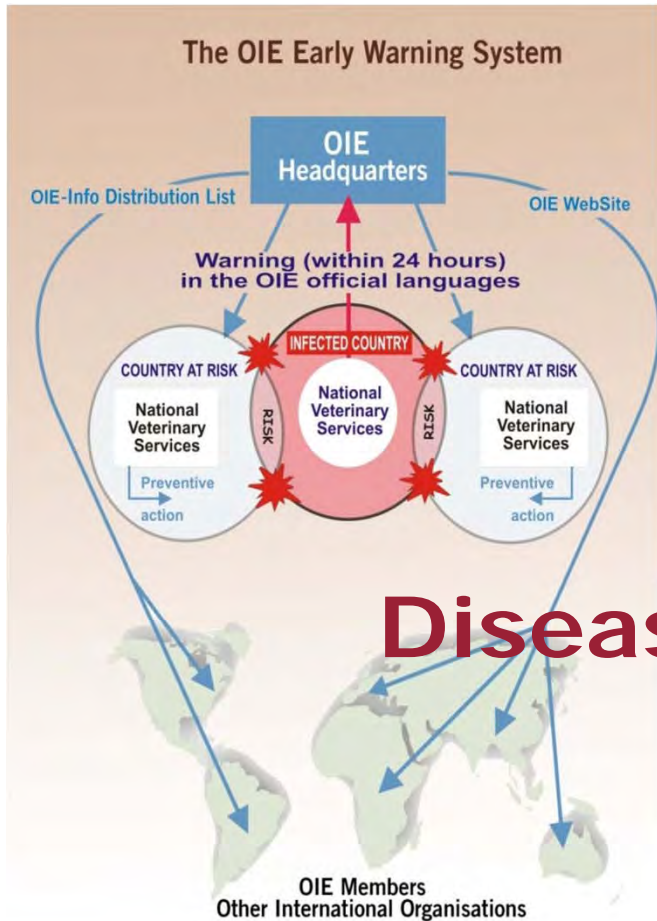 The OIE Early Warning System
OIE
Headquarters
OIE-Info Distribution List
OIE WebSite
Warning (within 24 hours)
in the OIE official languages
INFECTED COUNTRY
COUNTRY AT RISK
COUNTRY AT RISK
National
Veterinary
Services
RISK
National
Veterinary
Services
RISK
National
Veterinary
Services
Preventive
action
Preventive
action
Diseas
OIE Members
Other International Organisations